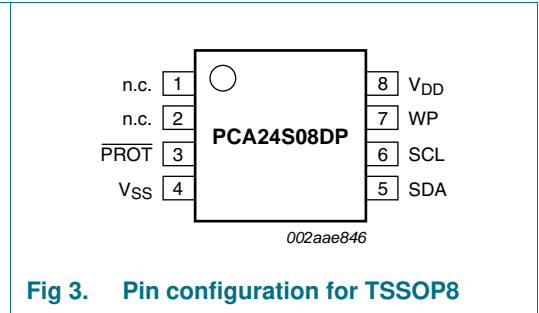 n.c. 1 8 VDD
n.c. 2 7 WP
PCA24S08DP
PROT 3 6 SCL
VSS 4 5 SDA
002aae846
Fig 3. Pin configuration for TSSOP8